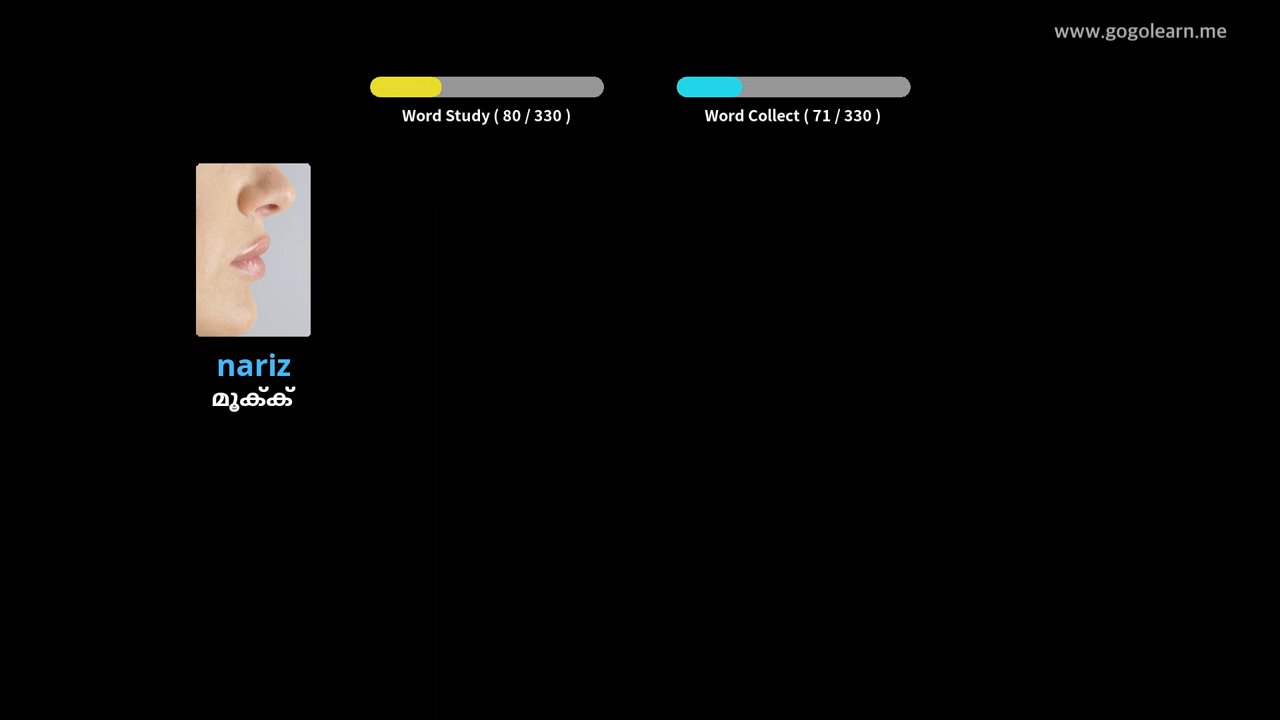 www.gogolearn.me
Word Study ( 80 / 330 )
Word Collect ( 71 / 330 )
nariz
മൂക്ക്